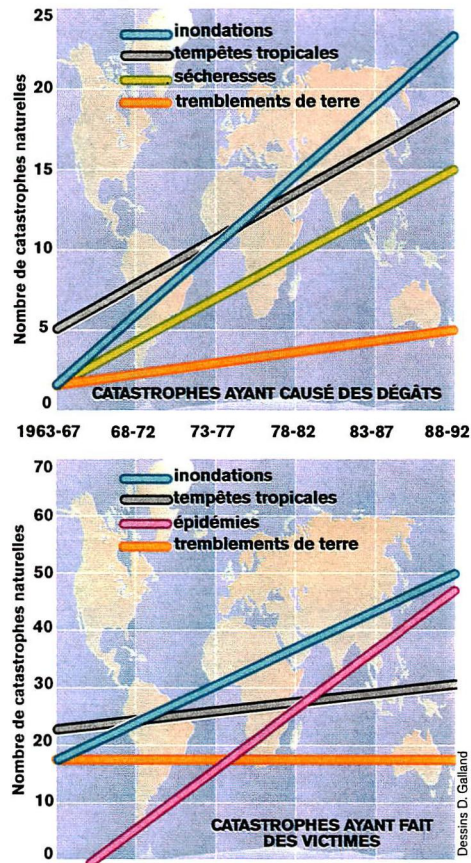 Nombre de catastrophes naturelles
25
20
15
10
5
0
inondations
tempêtes tropicales
sécheresses
tremblements de terre
CATASTROPHES AYANT CAUSÉ DES DÉGÂTS
1963-67 68-72 73-77 78-82 83-87 88-92
Nombre de catastrophes naturelles
70
60
50
40
30
20
10
0
inondations
tempêtes tropicales
épidémies
tremblements de terre
CATASTROPHES AYANT FAIT
DES VICTIMES
Dessins D. Galland